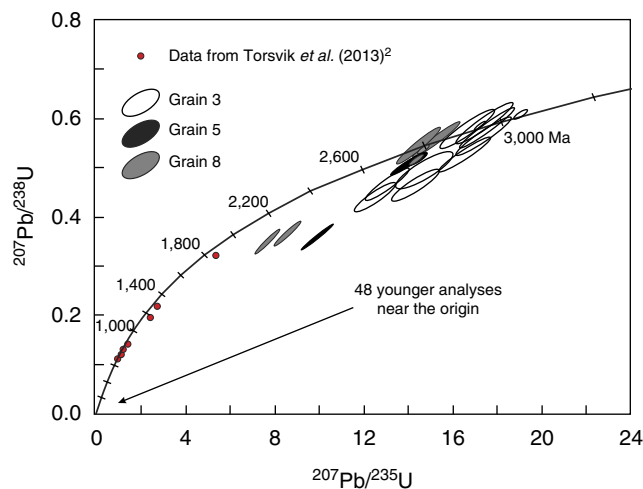 0.8
Data from Torsvik et al. (2013)²
Grain 3
Grain 5
Grain 8
0.6
3,000 Ma
2,600
²⁰⁷Pb/²³⁸U
0.4
2,200
1,800
48 younger analyses
near the origin
1,400
0.2
1,000
0.0
0 4 8 12 16 20 24
²⁰⁷Pb/²³⁵U